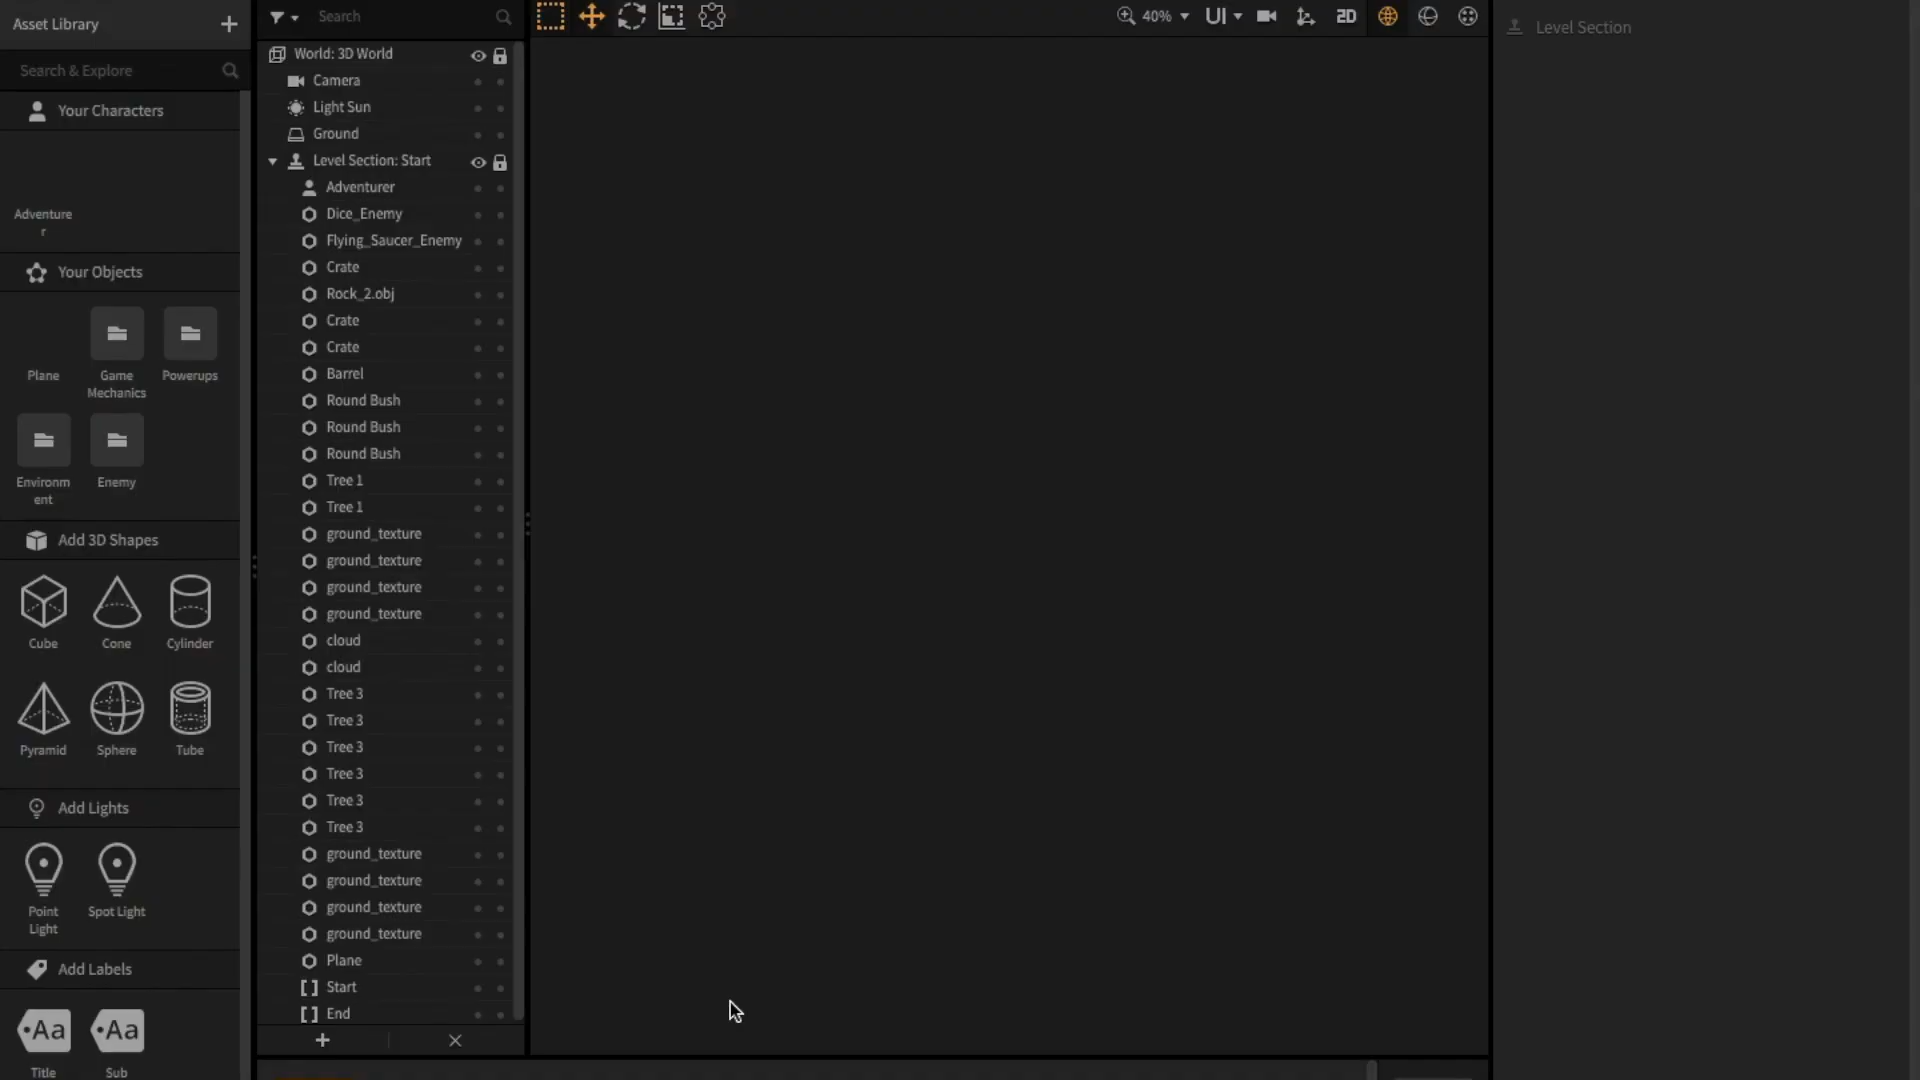 Asset Library
Search & Explore
Your Characters
Adventure
r
Your Objects
Plane
Game
Mechanics
Powerups
Environm
ent
Enemy
Add 3D Shapes
Cube
Cone
Cylinder
Pyramid
Sphere
Tube
Add Lights
Point
Light
Spot Light
Add Labels
Aa
Aa
Title
Sub
Search
World: 3D World
Camera
Light Sun
Ground
Level Section: Start
Adventurer
Dice_Enemy
Flying_Saucer_Enemy
Crate
Rock_2.obj
Crate
Crate
Barrel
Round Bush
Round Bush
Round Bush
Tree 1
Tree 1
ground_texture
ground_texture
ground_texture
ground_texture
cloud
cloud
Tree 3
Tree 3
Tree 3
Tree 3
Tree 3
Tree 3
ground_texture
ground_texture
ground_texture
ground_texture
Plane
Start
End
40%
UI
2D
Level Section